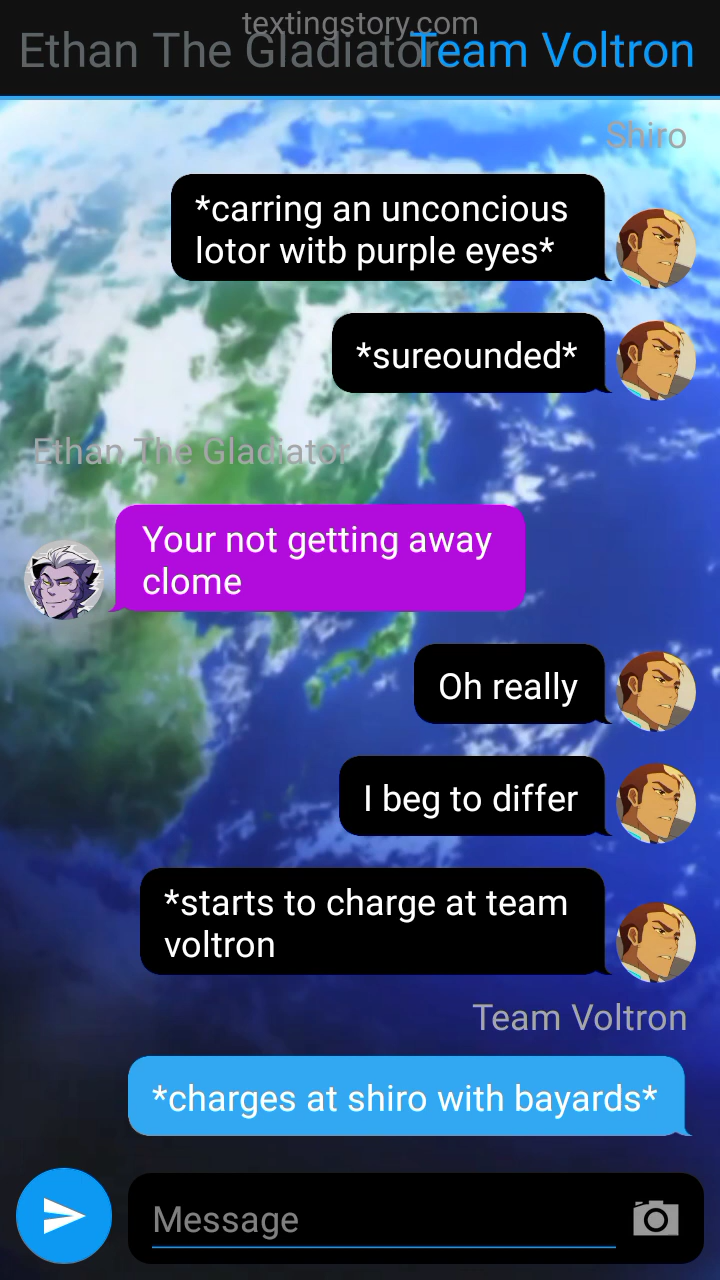 textingstory.com
Ethan The Gladiator Team Voltron
Shiro
*carring an unconcious
lotor witb purple eyes*
*sureounded*
Ethan The Gladiator
Your not getting away
clome
Oh really
I beg to differ
*starts to charge at team
voltron
Team Voltron
*charges at shiro with bayards*
Message